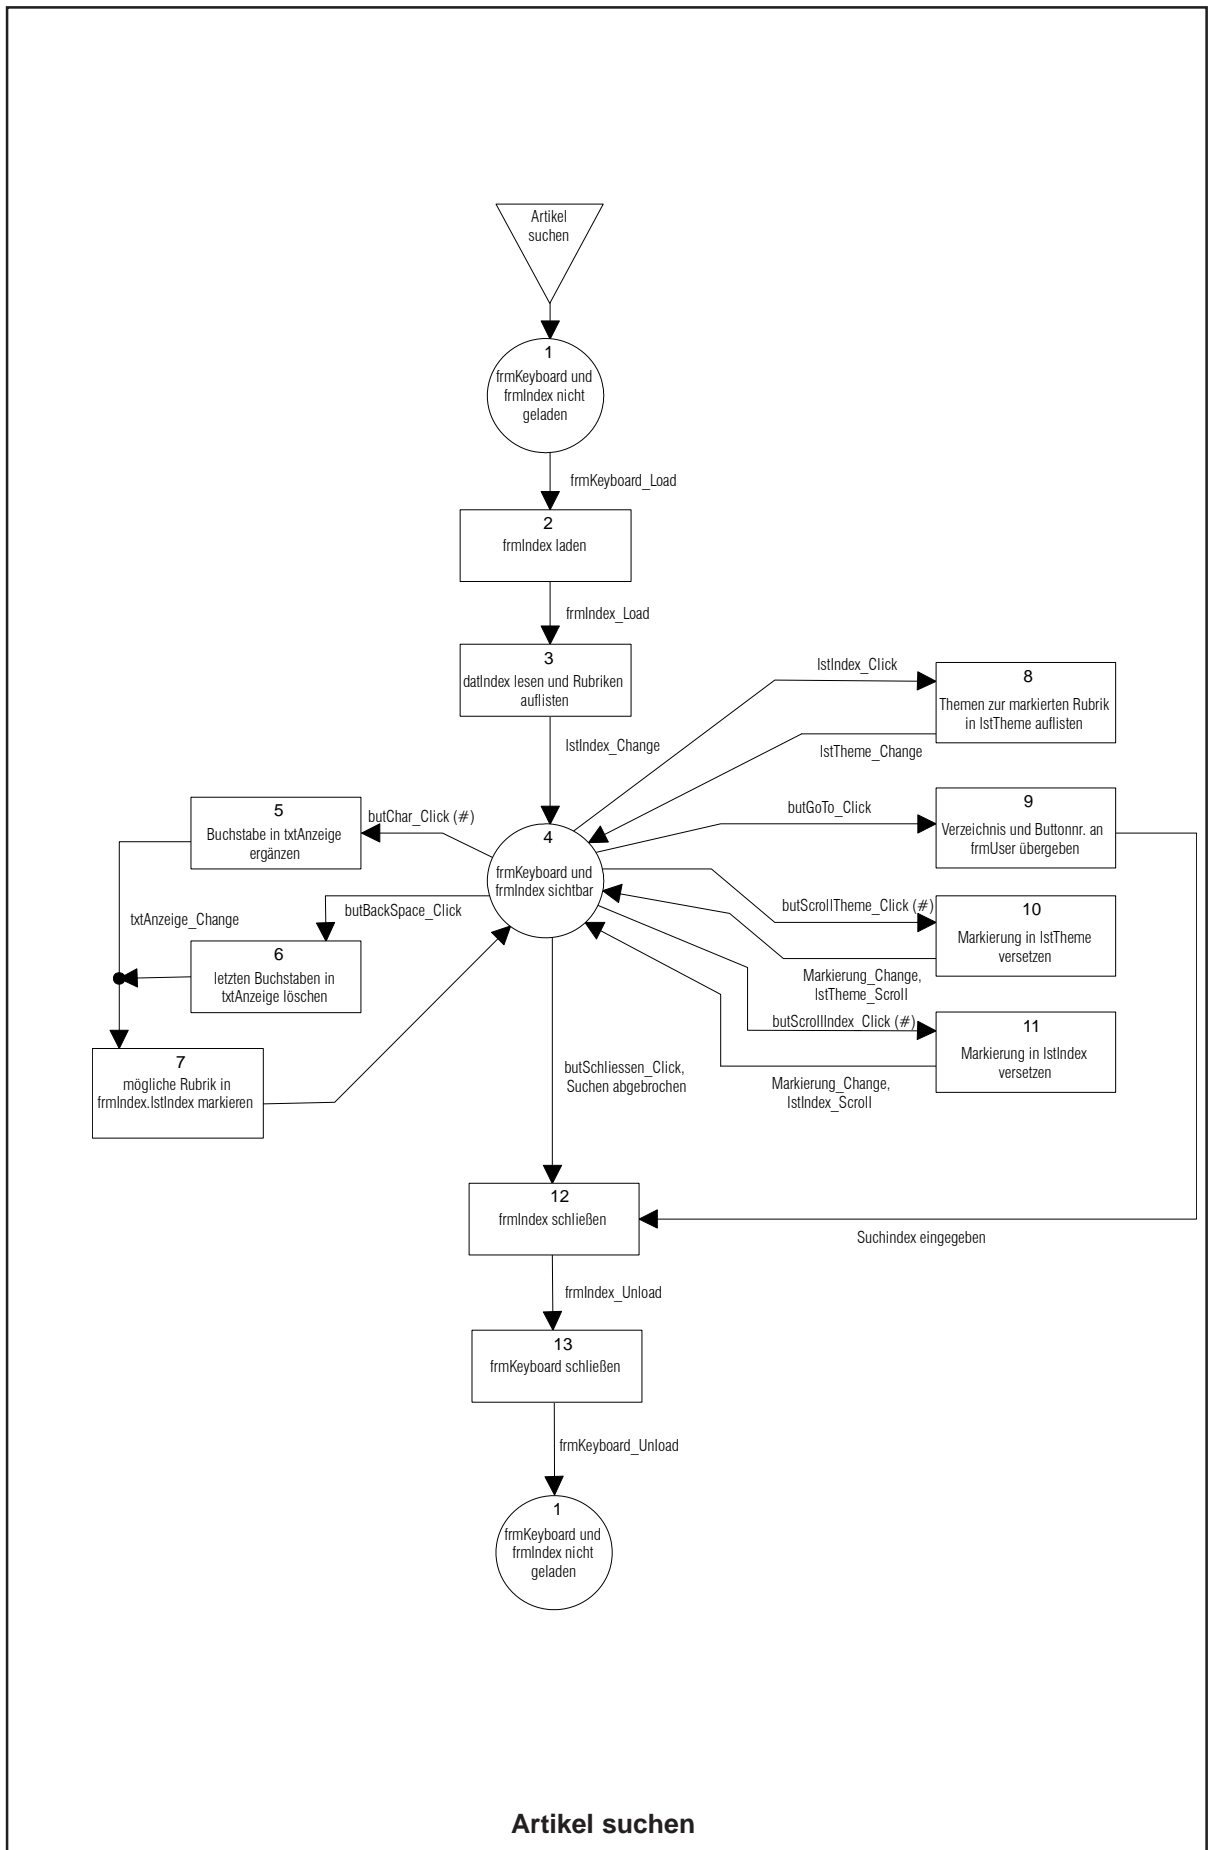 Artikel
suchen
1
frmKeyboard und
frmIndex nicht
geladen
frmKeyboard_Load
2
frmIndex laden
frmIndex_Load
3
datIndex lesen und Rubriken
auflisten
lstIndex_Change
lstIndex_Click
8
Themen zur markierten Rubrik
in lstTheme auflisten
lstTheme_Change
5
Buchstabe in txtAnzeige
ergänzen
butChar_Click (#)
4
frmKeyboard und
frmIndex sichtbar
butGoTo_Click
9
Verzeichnis und Buttonnr. an
frmUser übergeben
butBackSpace_Click
txtAnzeige_Change
6
letzten Buchstaben in
txtAnzeige löschen
butScrollTheme_Click (#)
10
Markierung in lstTheme
versetzen
Markierung_Change,
lstTheme_Scroll
butScrollIndex_Click (#)
11
Markierung in lstIndex
versetzen
Markierung_Change,
lstIndex_Scroll
7
mögliche Rubrik in
frmIndex.lstIndex markieren
butSchliessen_Click,
Suchen abgebrochen
12
frmIndex schließen
Suchindex eingegeben
frmIndex_Unload
13
frmKeyboard schließen
frmKeyboard_Unload
1
frmKeyboard und
frmIndex nicht
geladen
Artikel suchen